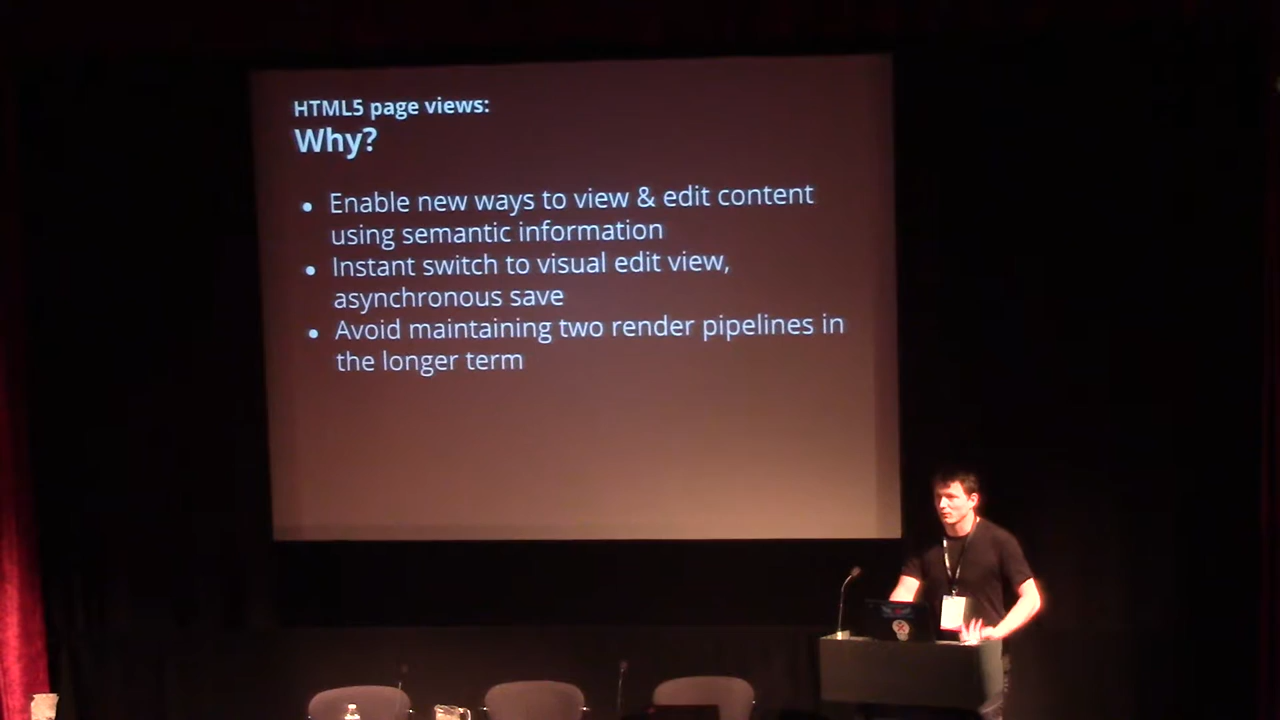 HTML5 page views:
Why?
• Enable new ways to view & edit content
using semantic information
• Instant switch to visual edit view,
asynchronous save
• Avoid maintaining two render pipelines in
the longer term